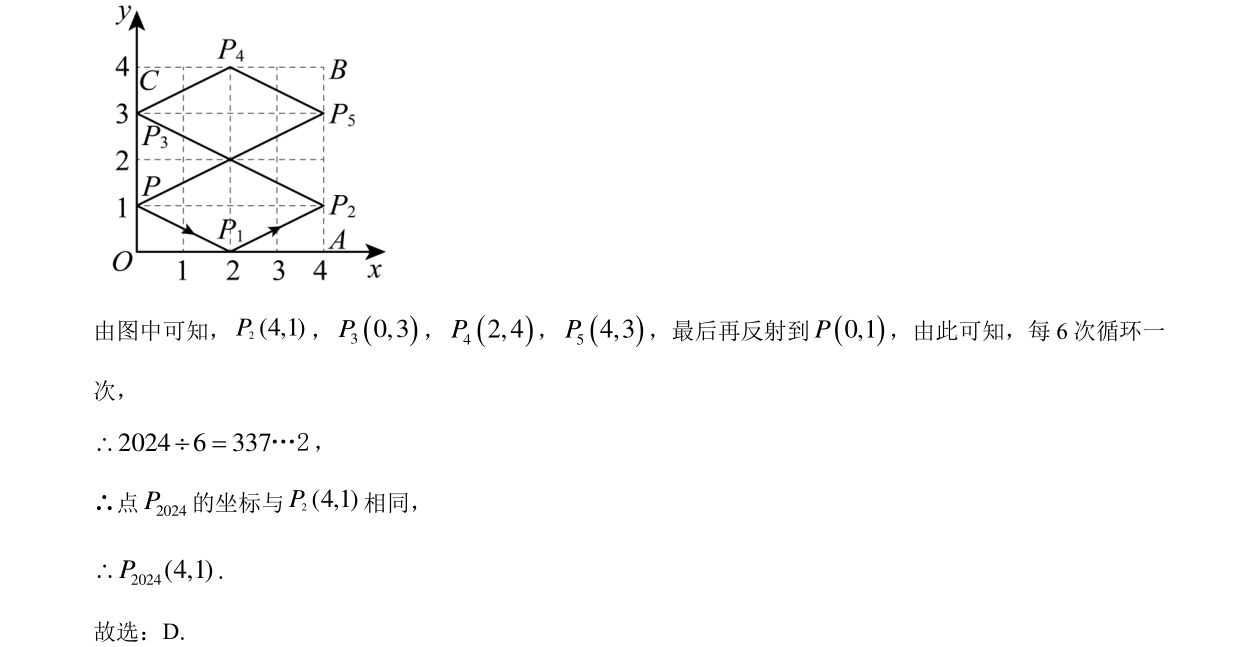 y
P₄
4 C B
3 P₅
P₃
2
P
1 P₂
P₁
A
O 1 2 3 4 x
由图中可知，P₂(4,1)，P₃(0,3)，P₄(2,4)，P₅(4,3)，最后再反射到P(0,1)，由此可知，每6次循环一
次，
∴2024÷6=337…2，
∴点P₂₀₂₄的坐标与P₂(4,1)相同，
∴P₂₀₂₄(4,1).
故选：D.